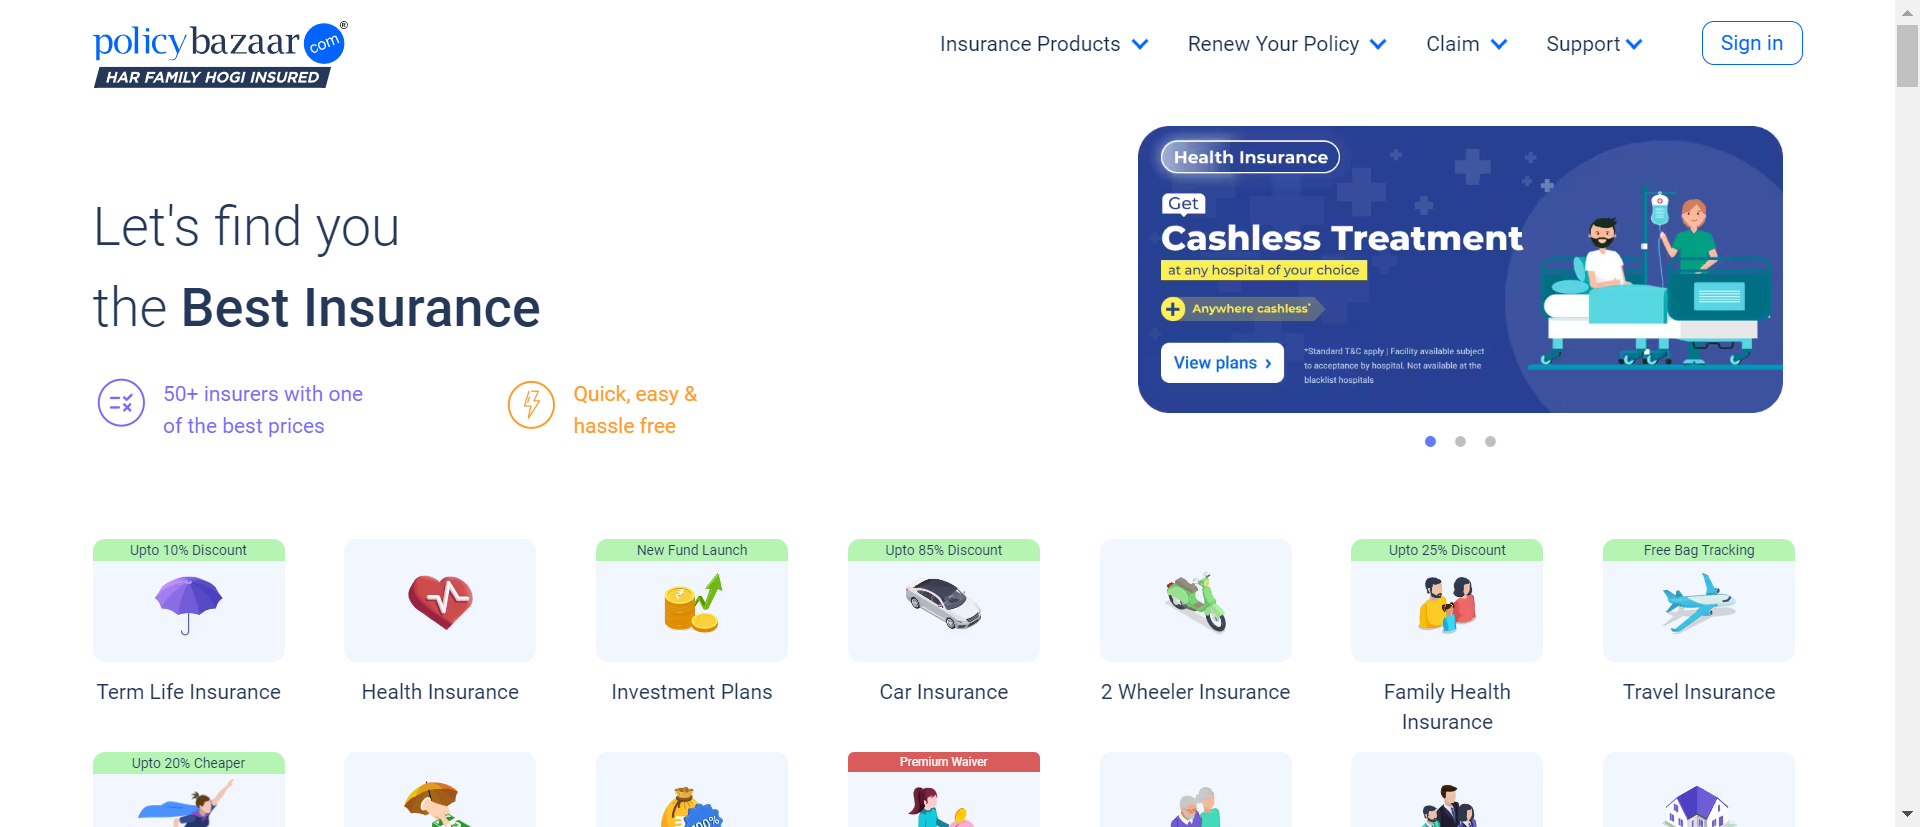 policybazaar com ®
HAR FAMILY HOGI INSURED
Insurance Products
Renew Your Policy
Claim
Support
Sign in
Let's find you
the Best Insurance
50+ insurers with one
of the best prices
Quick, easy &
hassle free
Health Insurance
Get
Cashless Treatment
at any hospital of your choice
Anywhere cashless*
View plans ›
*Standard T&C apply | Facility available subject
to acceptance by hospital. Not available at the
blacklist hospitals
Upto 10% Discount
Term Life Insurance
Health Insurance
New Fund Launch
Investment Plans
Upto 85% Discount
Car Insurance
2 Wheeler Insurance
Upto 25% Discount
Family Health
Insurance
Free Bag Tracking
Travel Insurance
Upto 20% Cheaper
100%
Premium Waiver